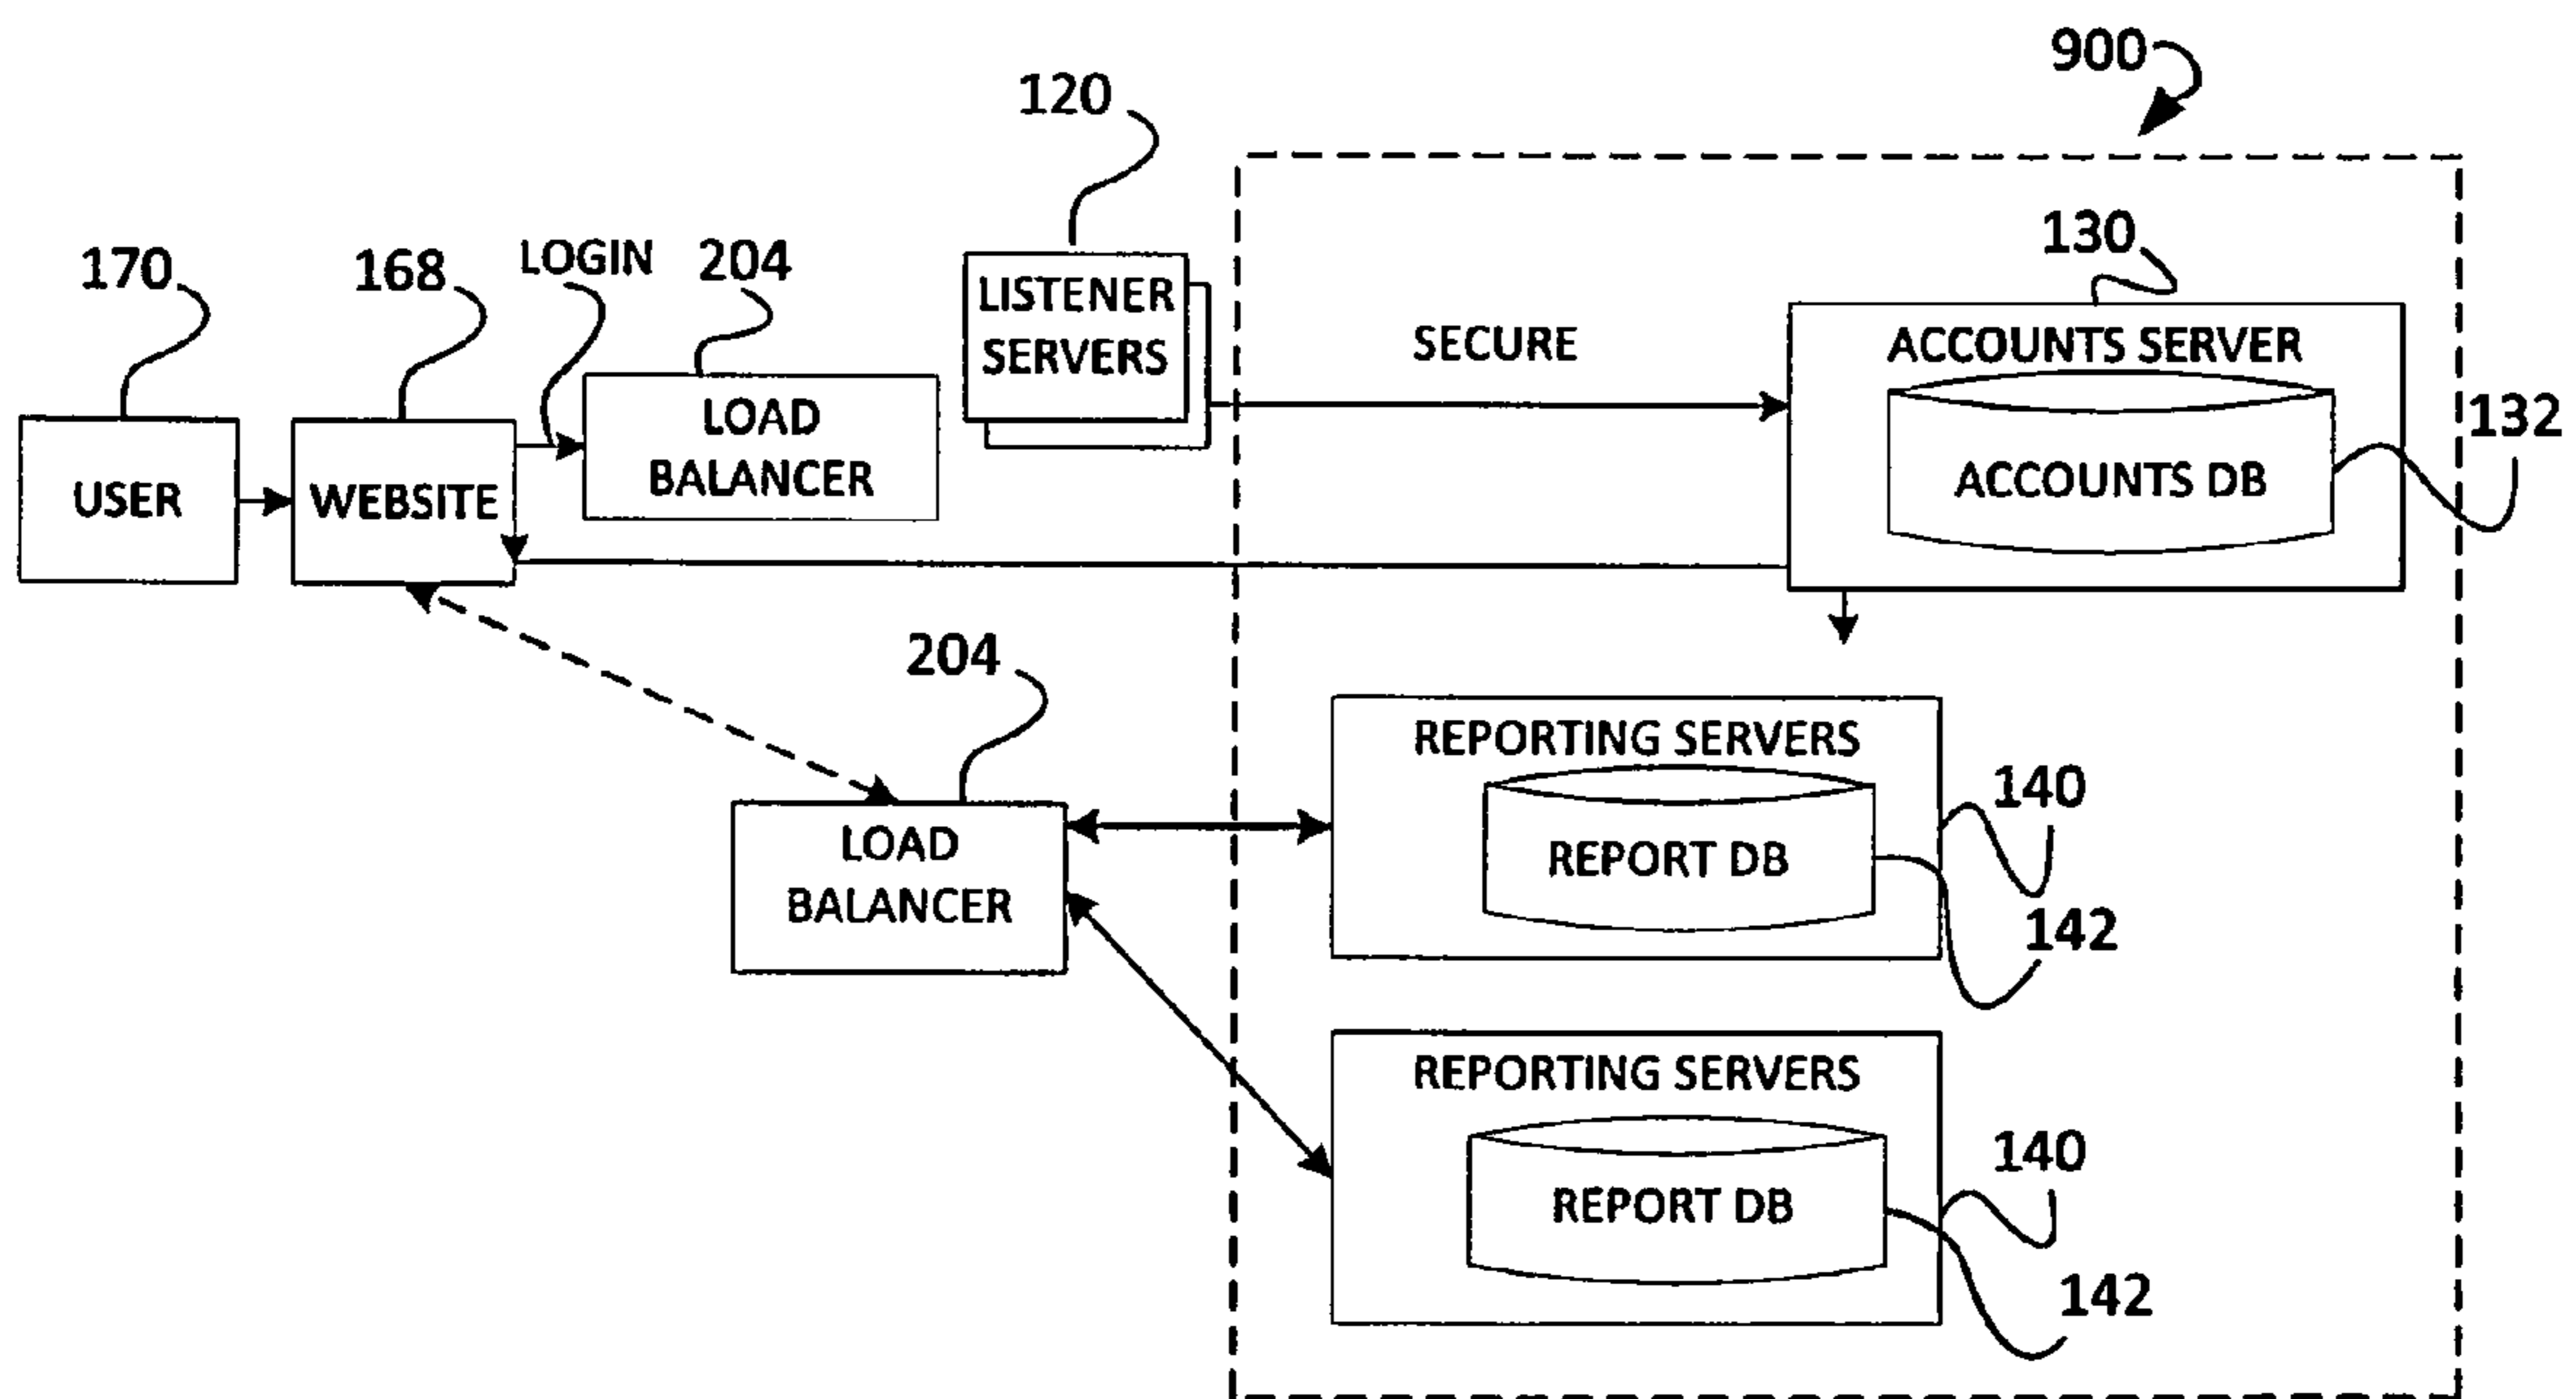 900
120
130
170
168
LOGIN
204
LISTENER
SERVERS
SECURE
ACCOUNTS SERVER
132
LOAD
BALANCER
USER
WEBSITE
ACCOUNTS DB
204
REPORTING SERVERS
140
LOAD
BALANCER
REPORT DB
142
REPORTING SERVERS
140
REPORT DB
142